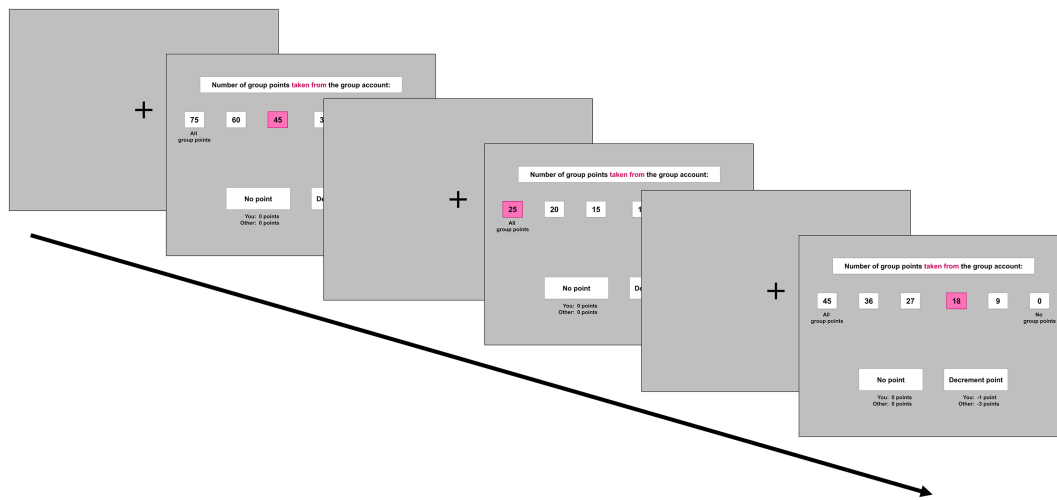 +
Number of group points taken from the group account:
75 60 45 3
All
group points
No point De
You: 0 points
Other: 0 points
+
Number of group points taken from the group account:
25 20 15 1
All
group points
No point De
You: 0 points
Other: 0 points
+
Number of group points taken from the group account:
45 36 27 18 9 0
All No
group points group points
No point Decrement point
You: 0 points You: -1 point
Other: 0 points Other: -3 points